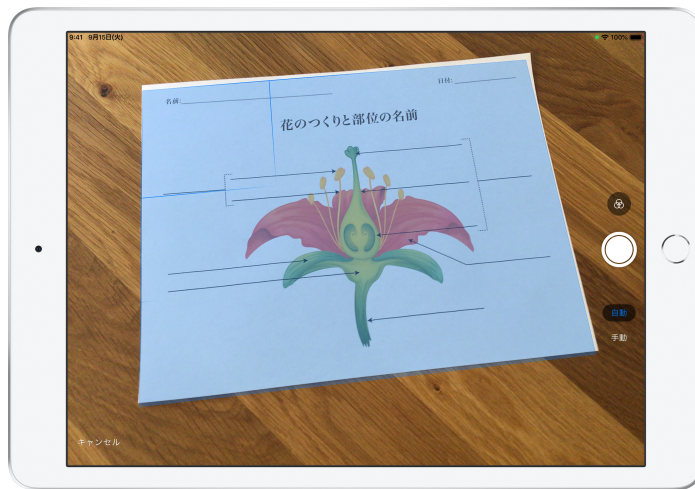 9:41 9月15日(火)
100%
名前:
日付:
花のつくりと部位の名前
自動
手動
キャンセル